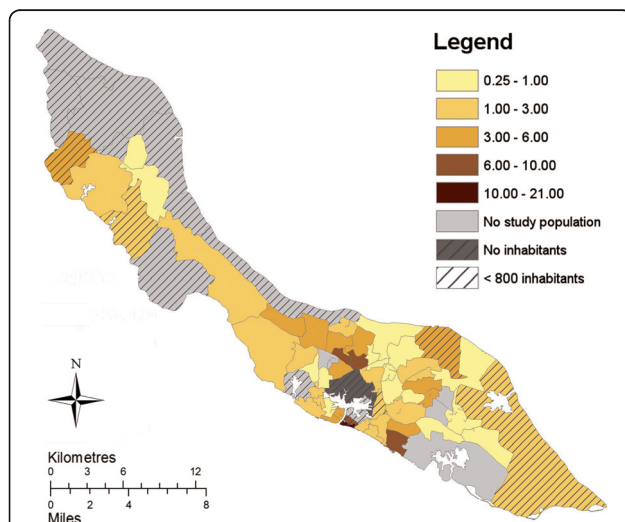 Legend
0.25 - 1.00
1.00 - 3.00
3.00 - 6.00
6.00 - 10.00
10.00 - 21.00
No study population
No inhabitants
< 800 inhabitants
N
Kilometres
0 3 6 12
0 2 4 8
Miles